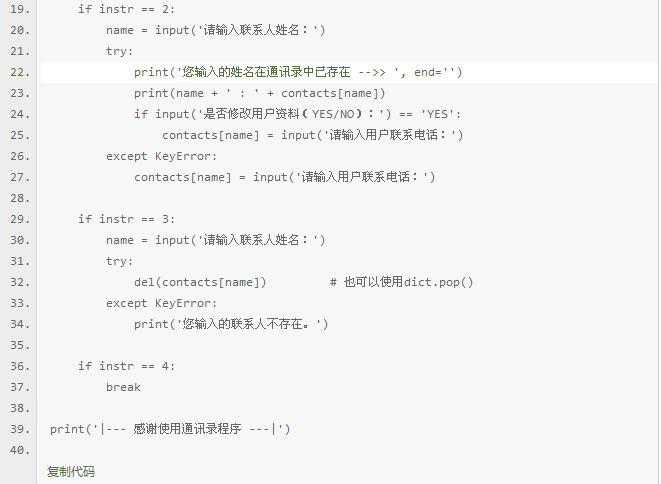 19.     if instr == 2:
20.         name = input('请输入联系人姓名：')
21.         try:
22.             print('您输入的姓名在通讯录中已存在 -->> ', end='')
23.             print(name + ' : ' + contacts[name])
24.             if input('是否修改用户资料（YES/NO）：') == 'YES':
25.                 contacts[name] = input('请输入用户联系电话：')
26.         except KeyError:
27.             contacts[name] = input('请输入用户联系电话：')
28.
29.     if instr == 3:
30.         name = input('请输入联系人姓名：')
31.         try:
32.             del(contacts[name])         # 也可以使用dict.pop()
33.         except KeyError:
34.             print('您输入的联系人不存在。')
35.
36.     if instr == 4:
37.         break
38.
39. print('|--- 感谢使用通讯录程序 ---|')
40.
复制代码